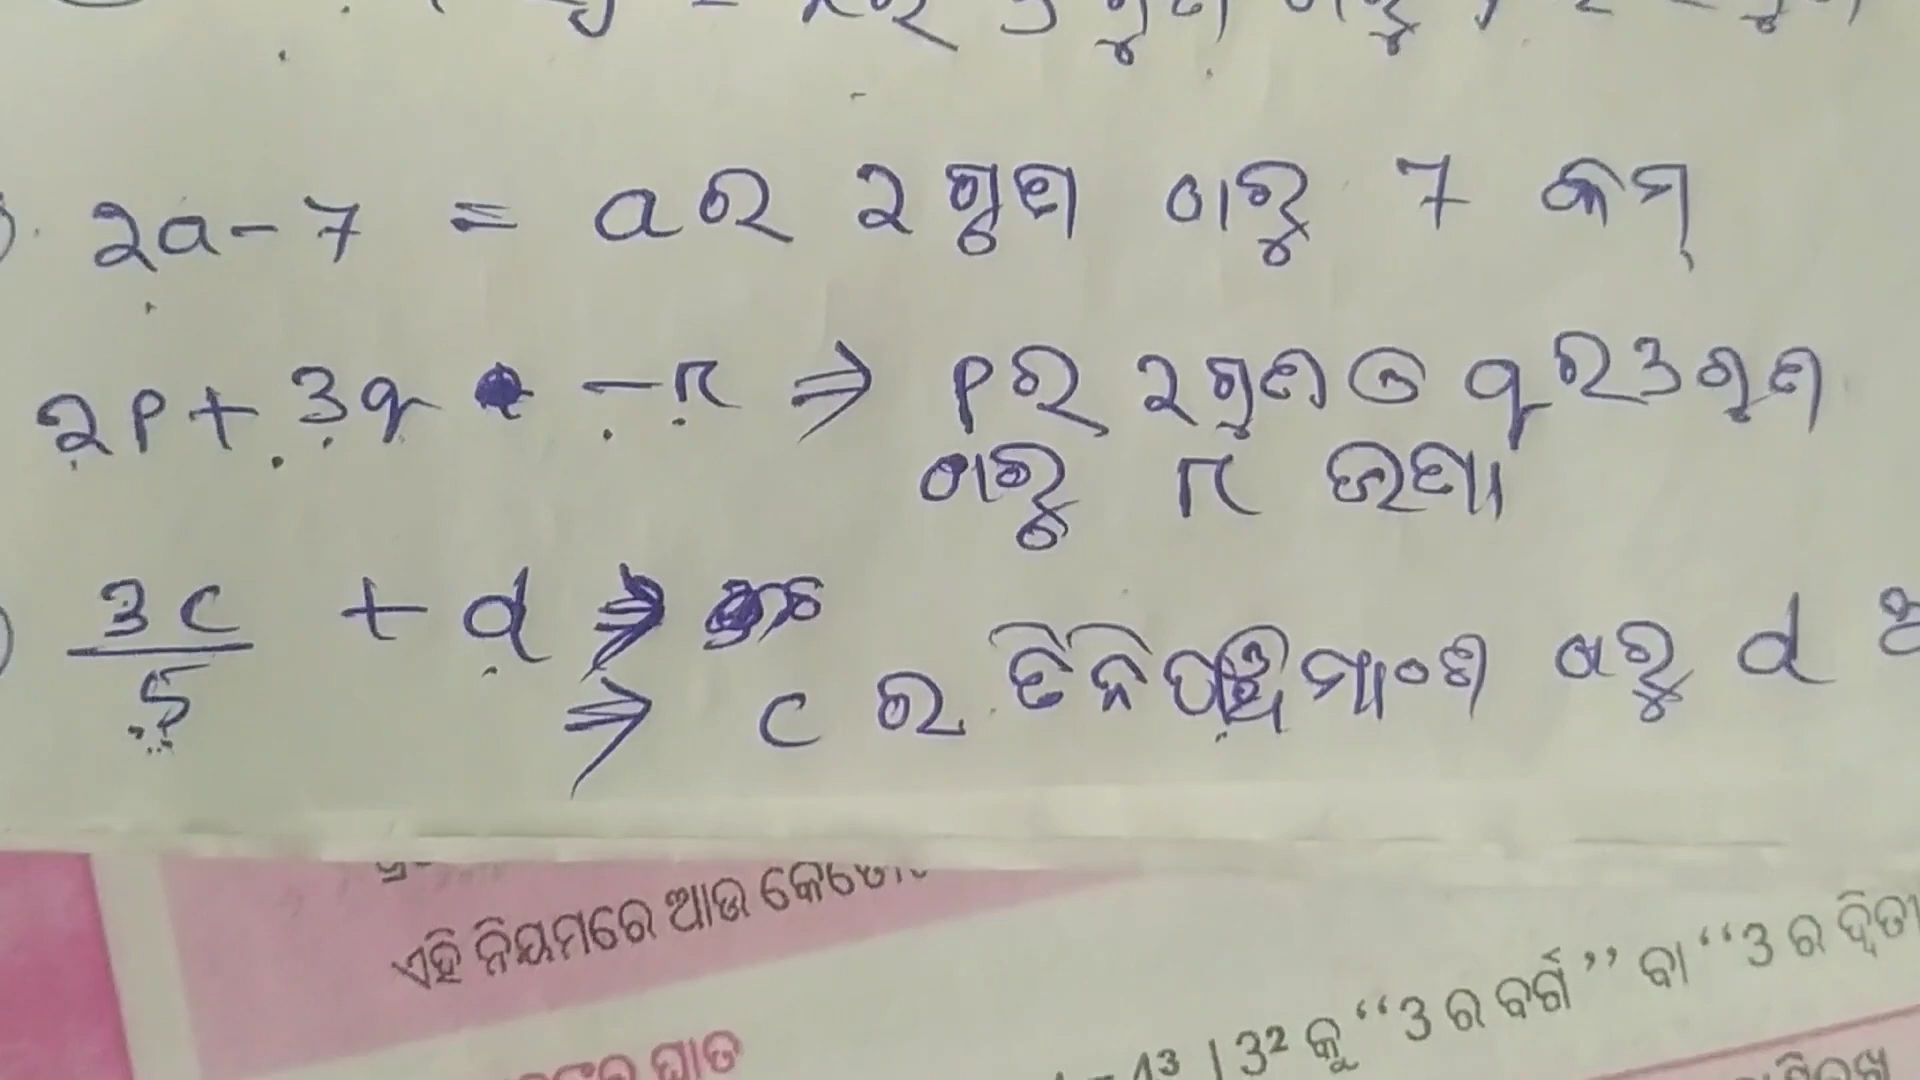 2a - 7 = a ର 2 ଗୁଣ ଠାରୁ 7 କମ୍
2p + 3q - r ⇒ p ର 2 ଗୁଣ ଓ q ର 3 ଗୁଣ
ଠାରୁ r ଊଣା
3c/5 + d ⇒
⇒ c ର ତିନିପଞ୍ଚମାଂଶ ଠାରୁ d
ଏହି ନିୟମରେ ଆଉ
3² କୁ “3 ର ବର୍ଗ” ବା “3 ର
ଘାତ